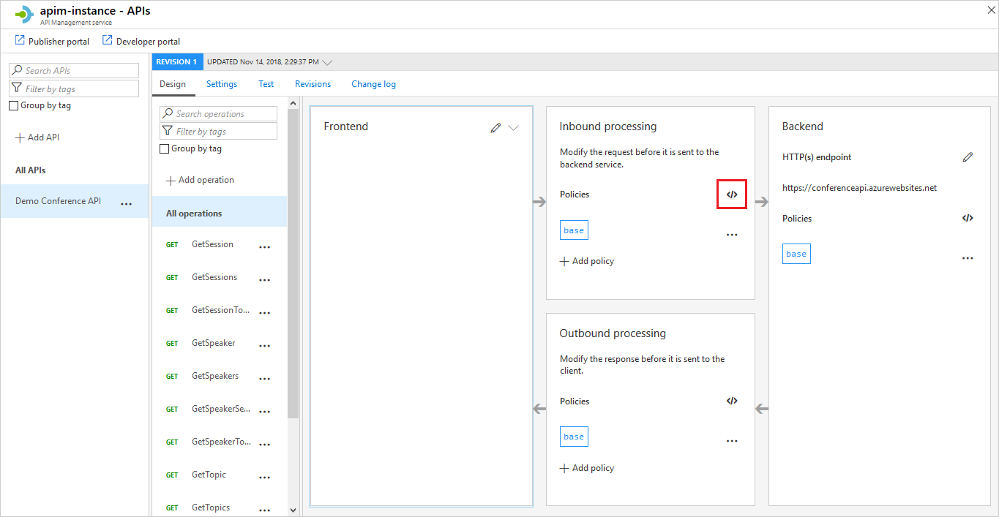 apim-instance - APIs
API Management service
Publisher portal
Developer portal
Search APIs
Filter by tags
Group by tag
Add API
All APIs
Demo Conference API
REVISION 1
UPDATED Nov 14, 2018, 2:29:37 PM
Design
Settings
Test
Revisions
Change log
Search operations
Filter by tags
Group by tag
Add operation
All operations
GET GetSession
GET GetSessions
GET GetSessionTo...
GET GetSpeaker
GET GetSpeakers
GET GetSpeakerSe...
GET GetSpeakerTo...
GET GetTopic
GET GetTopics
Frontend
Inbound processing
Modify the request before it is sent to the
backend service.
Policies </>
base
Add policy
Outbound processing
Modify the response before it is sent to the
client.
Policies </>
base
Add policy
Backend
HTTP(s) endpoint
https://conferenceapi.azurewebsites.net
Policies </>
base